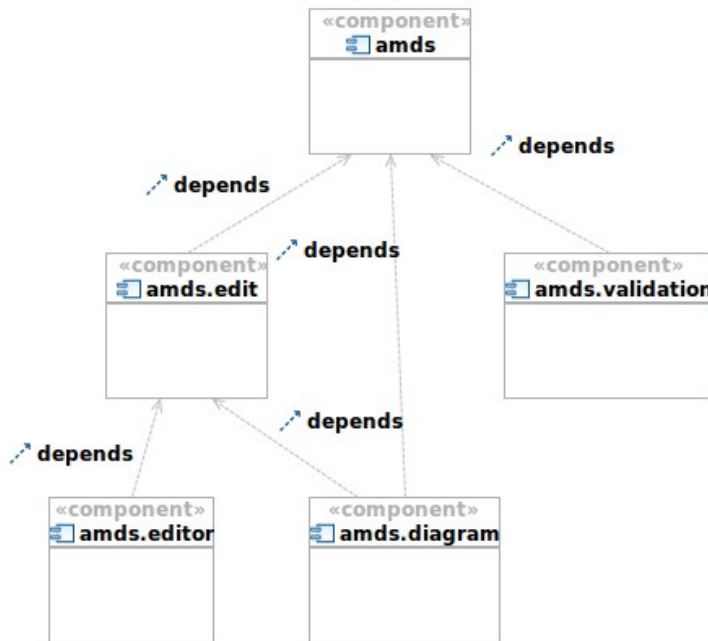 «component»
amds
depends
depends
depends
«component»
amds.edit
«component»
amds.validation
depends
depends
«component»
amds.editor
«component»
amds.diagram